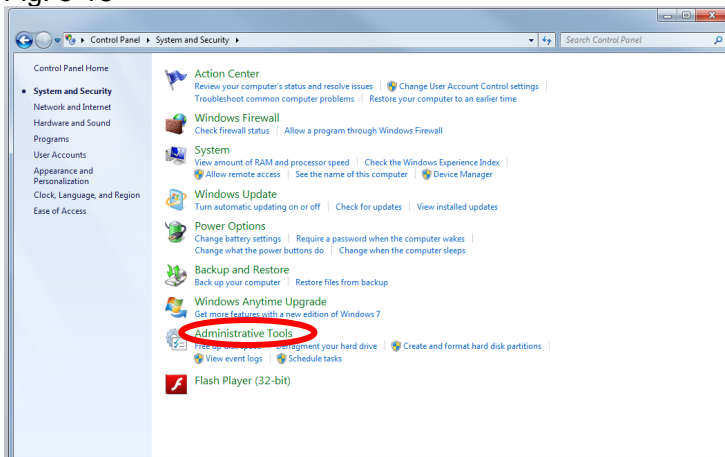 Control Panel ▸ System and Security ▸
Search Control Panel
Control Panel Home
System and Security
Network and Internet
Hardware and Sound
Programs
User Accounts
Appearance and
Personalization
Clock, Language, and Region
Ease of Access
Action Center
Review your computer's status and resolve issues | Change User Account Control settings |
Troubleshoot common computer problems | Restore your computer to an earlier time
Windows Firewall
Check firewall status | Allow a program through Windows Firewall
System
View amount of RAM and processor speed | Check the Windows Experience Index |
Allow remote access | See the name of this computer | Device Manager
Windows Update
Turn automatic updating on or off | Check for updates | View installed updates
Power Options
Change battery settings | Require a password when the computer wakes |
Change what the power buttons do | Change when the computer sleeps
Backup and Restore
Back up your computer | Restore files from backup
Windows Anytime Upgrade
Get more features with a new edition of Windows 7
Administrative Tools
Free up disk space | Defragment your hard drive | Create and format hard disk partitions |
View event logs | Schedule tasks
Flash Player (32-bit)